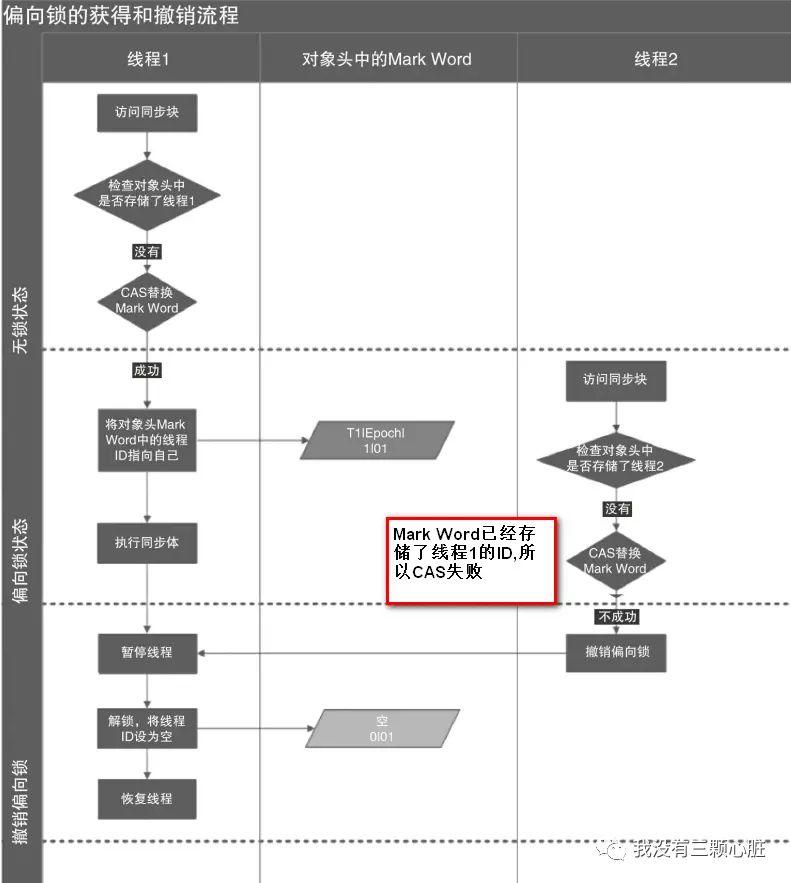 偏向锁的获得和撤销流程
线程1
对象头中的Mark Word
线程2
访问同步块
检查对象头中
是否存储了线程1
没有
CAS替换
Mark Word
无锁状态
成功
将对象头Mark
Word中的线程
ID指向自己
T1|Epoch|
1|01
执行同步体
访问同步块
检查对象头中
是否存储了线程2
没有
CAS替换
Mark Word
Mark Word已经存
储了线程1的ID,所
以CAS失败
偏向锁状态
不成功
撤销偏向锁
暂停线程
解锁，将线程
ID设为空
空
0|01
恢复线程
撤销偏向锁
我没有三颗心脏